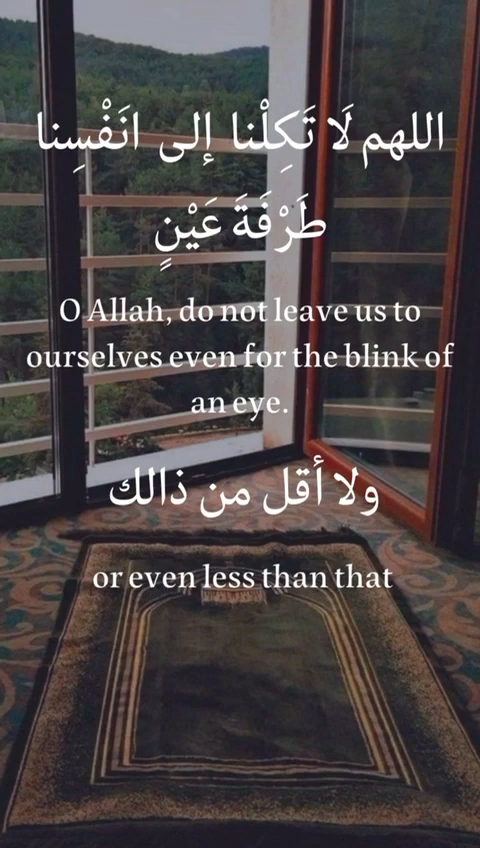 اللهم لَا تَكِلْنا إلى انَفْسِنا
طَرْفَةَ عَيْنٍ
O Allah, do not leave us to
ourselves even for the blink of
an eye.
ولا أقل من ذالك
or even less than that